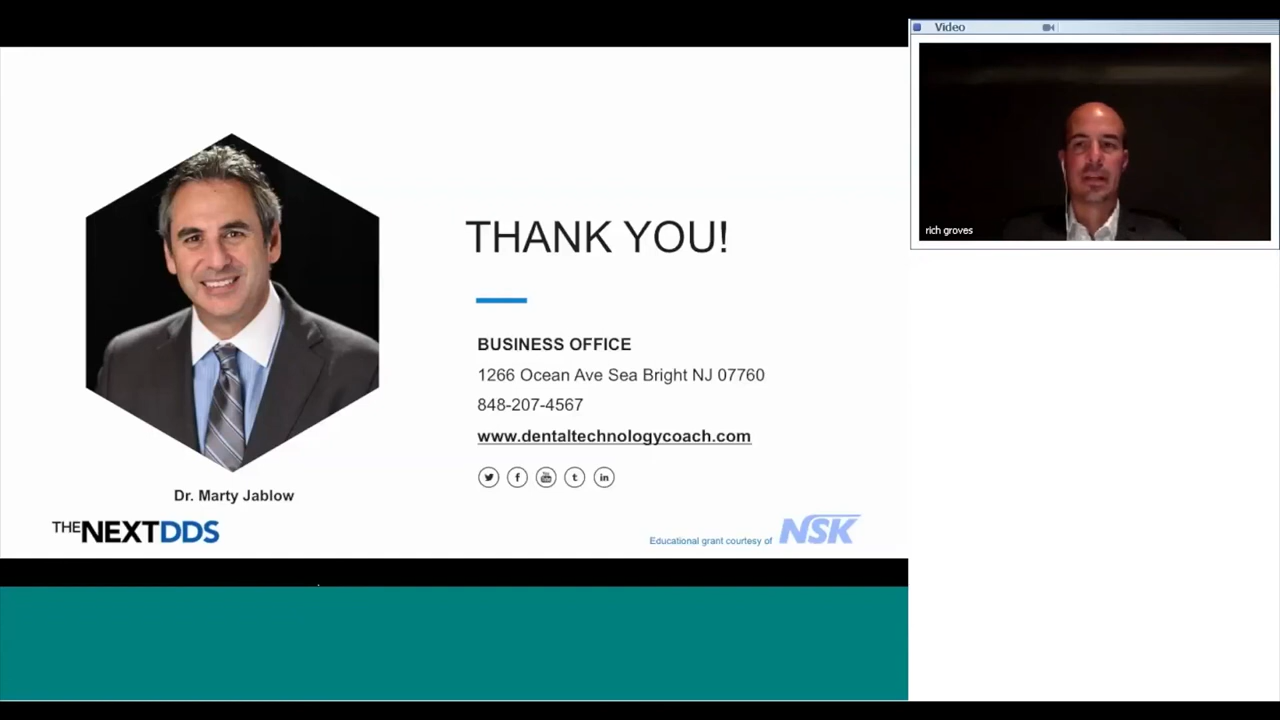 Video
rich groves
THANK YOU!
BUSINESS OFFICE
1266 Ocean Ave Sea Bright NJ 07760
848-207-4567
www.dentaltechnologycoach.com
Dr. Marty Jablow
THENEXTDDS
Educational grant courtesy of NSK